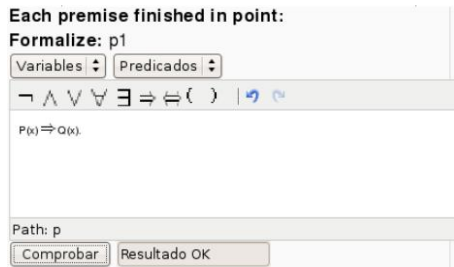 Each premise finished in point:
Formalize: p1
Variables Predicados
¬ ∧ ∨ ∀ ∃ ⇒ ⇔ ( ) |
P(x)⇒Q(x).
Path: p
Comprobar Resultado OK